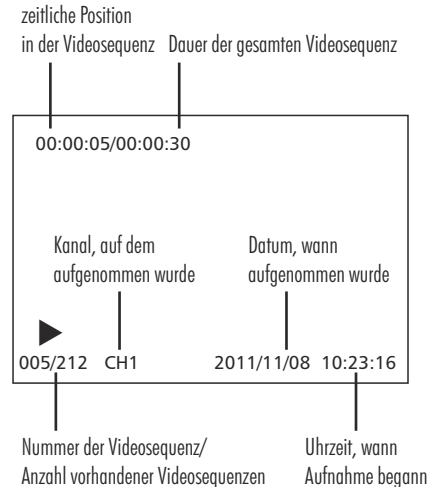 zeitliche Position
in der Videosequenz
Dauer der gesamten Videosequenz
00:00:05/00:00:30
Kanal, auf dem
aufgenommen wurde
Datum, wann
aufgenommen wurde
005/212 CH1 2011/11/08 10:23:16
Nummer der Videosequenz/
Anzahl vorhandener Videosequenzen
Uhrzeit, wann
Aufnahme begann